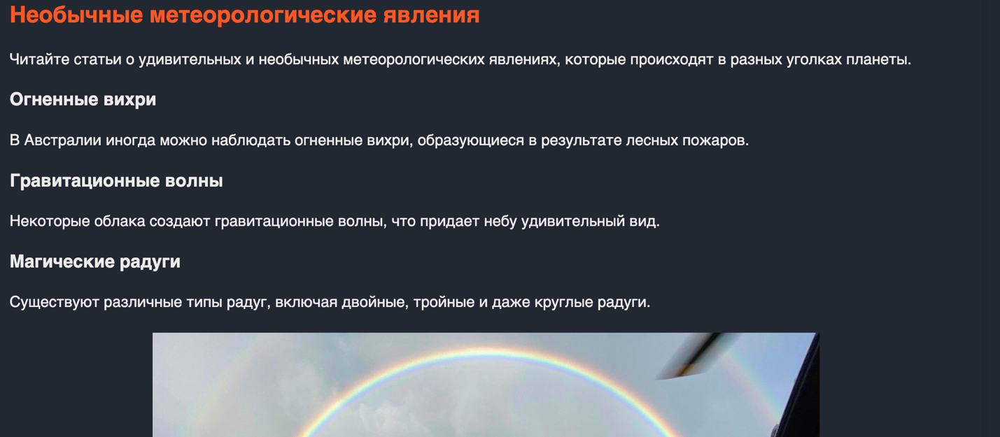 Необычные метеорологические явления
Читайте статьи о удивительных и необычных метеорологических явлениях, которые происходят в разных уголках планеты.
Огненные вихри
В Австралии иногда можно наблюдать огненные вихри, образующиеся в результате лесных пожаров.
Гравитационные волны
Некоторые облака создают гравитационные волны, что придает небу удивительный вид.
Магические радуги
Существуют различные типы радуг, включая двойные, тройные и даже круглые радуги.